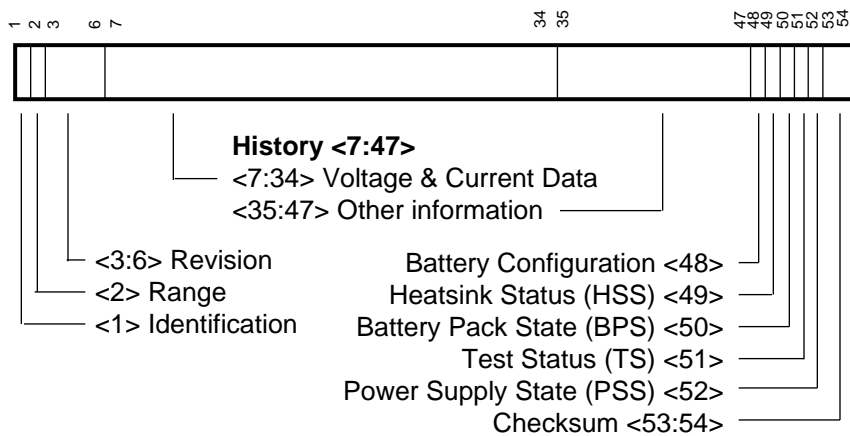 1 2 3 6 7 34 35 47 48 49 50 51 52 53 54
History <7:47>
<7:34> Voltage & Current Data
<35:47> Other information
<3:6> Revision
Battery Configuration <48>
<2> Range
Heatsink Status (HSS) <49>
<1> Identification
Battery Pack State (BPS) <50>
Test Status (TS) <51>
Power Supply State (PSS) <52>
Checksum <53:54>